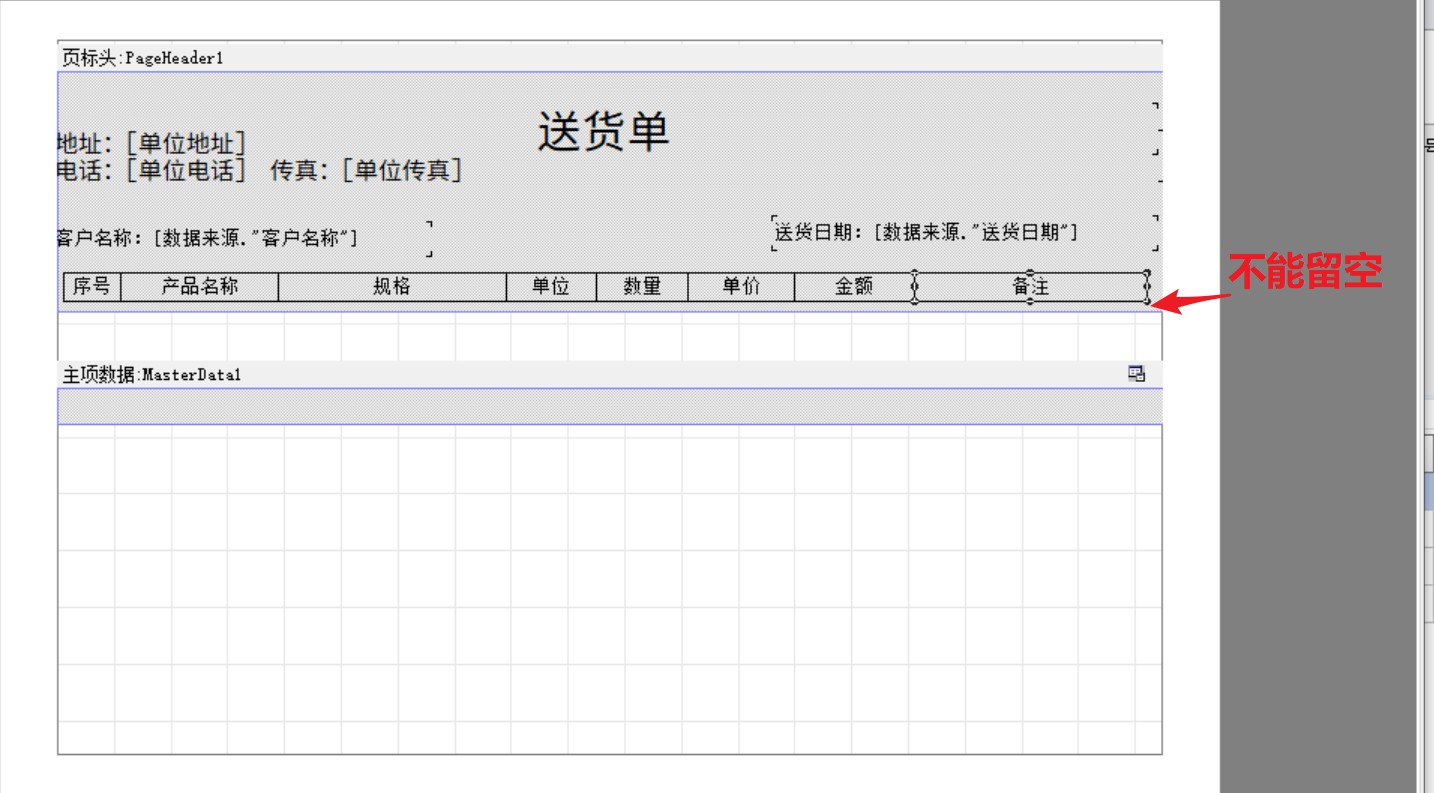 页标头:PageHeader1
送货单
地址：[单位地址]
电话：[单位电话] 传真：[单位传真]
客户名称：[数据来源."客户名称"]
送货日期：[数据来源."送货日期"]
序号 产品名称 规格 单位 数量 单价 金额 备注
不能留空
主项数据:MasterData1